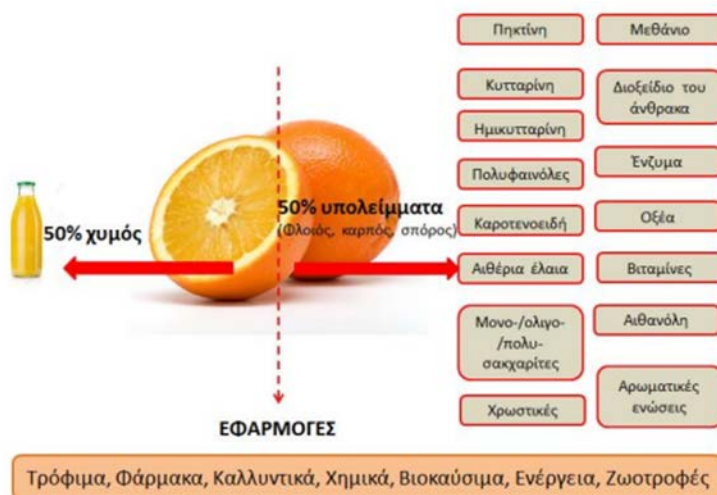 Πηκτίνη
Μεθάνιο
Κυτταρίνη
Διοξείδιο του
άνθρακα
Ημικυτταρίνη
Πολυφαινόλες
Ένζυμα
50% χυμός
50% υπολείμματα
(Φλοιός, καρπός, σπόρος)
Καροτενοειδή
Οξέα
Αιθέρια έλαια
Βιταμίνες
Μονο-/ολιγο-
/πολυ-
σακχαρίτες
Αιθανόλη
Χρωστικές
Αρωματικές
ενώσεις
ΕΦΑΡΜΟΓΕΣ
Τρόφιμα, Φάρμακα, Καλλυντικά, Χημικά, Βιοκαύσιμα, Ενέργεια, Ζωοτροφές